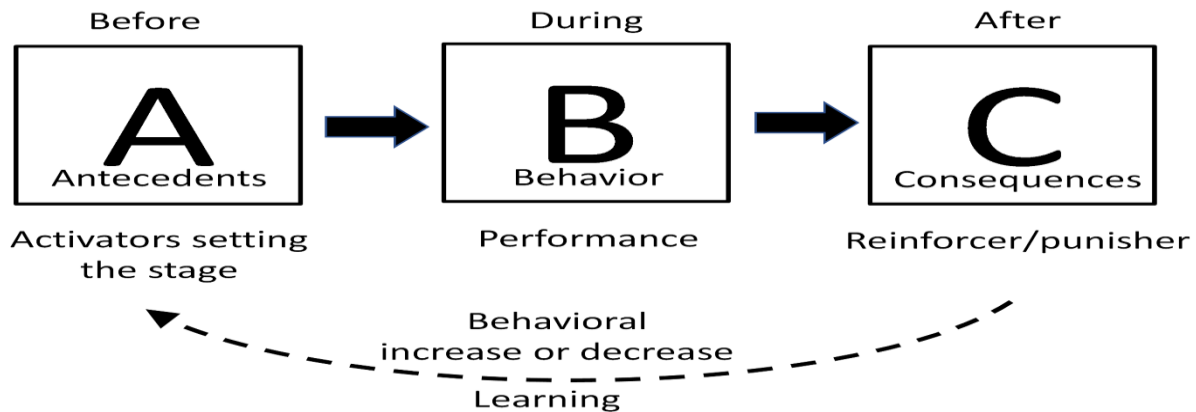 Before
During
After
A
B
C
Antecedents
Behavior
Consequences
Activators setting
the stage
Performance
Reinforcer/punisher
Behavioral
increase or decrease
Learning